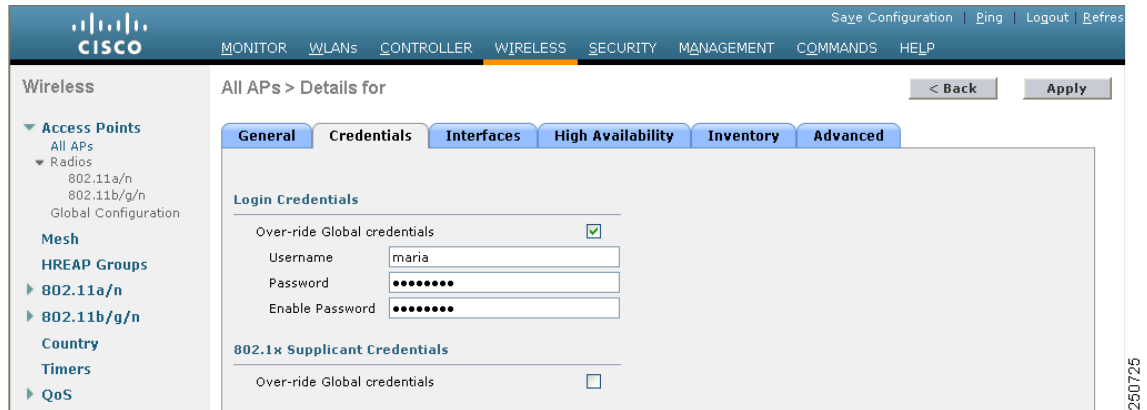 Save Configuration | Ping | Logout | Refres
CISCO
MONITOR WLANs CONTROLLER WIRELESS SECURITY MANAGEMENT COMMANDS HELP
Wireless
Access Points
All APs
Radios
802.11a/n
802.11b/g/n
Global Configuration
Mesh
HREAP Groups
802.11a/n
802.11b/g/n
Country
Timers
QoS
All APs > Details for
< Back Apply
General Credentials Interfaces High Availability Inventory Advanced
Login Credentials
Over-ride Global credentials
Username maria
Password ••••••••
Enable Password ••••••••
802.1x Supplicant Credentials
Over-ride Global credentials
250725